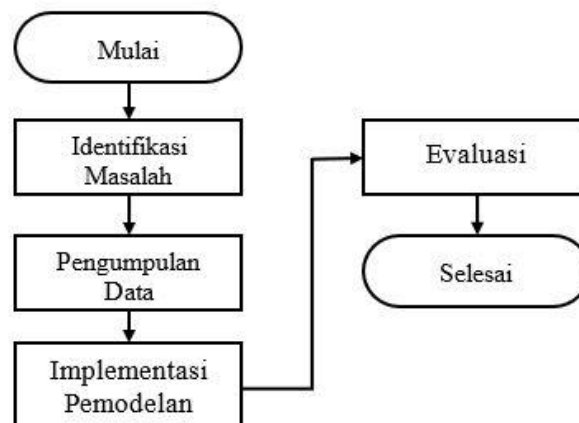 Mulai
Identifikasi
Masalah
Pengumpulan
Data
Implementasi
Pemodelan
Evaluasi
Selesai